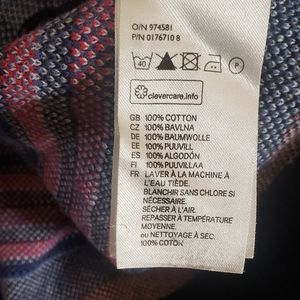 O/N 974581
P/N 0176710 8
40 P
clevercare.info
GB 100% COTTON
CZ 100% BAVLNA
DE 100% BAUMWOLLE
EE 100% PUUVILL
ES 100% ALGODÓN
FI 100% PUUVILLAA
FR LAVER À LA MACHINE À
L'EAU TIÈDE.
BLANCHIR SANS CHLORE SI
NÉCESSAIRE.
SÉCHER À L'AIR.
REPASSER À TEMPÉRATURE
MOYENNE.
ou NETTOYAGE À SEC.
100% COTON